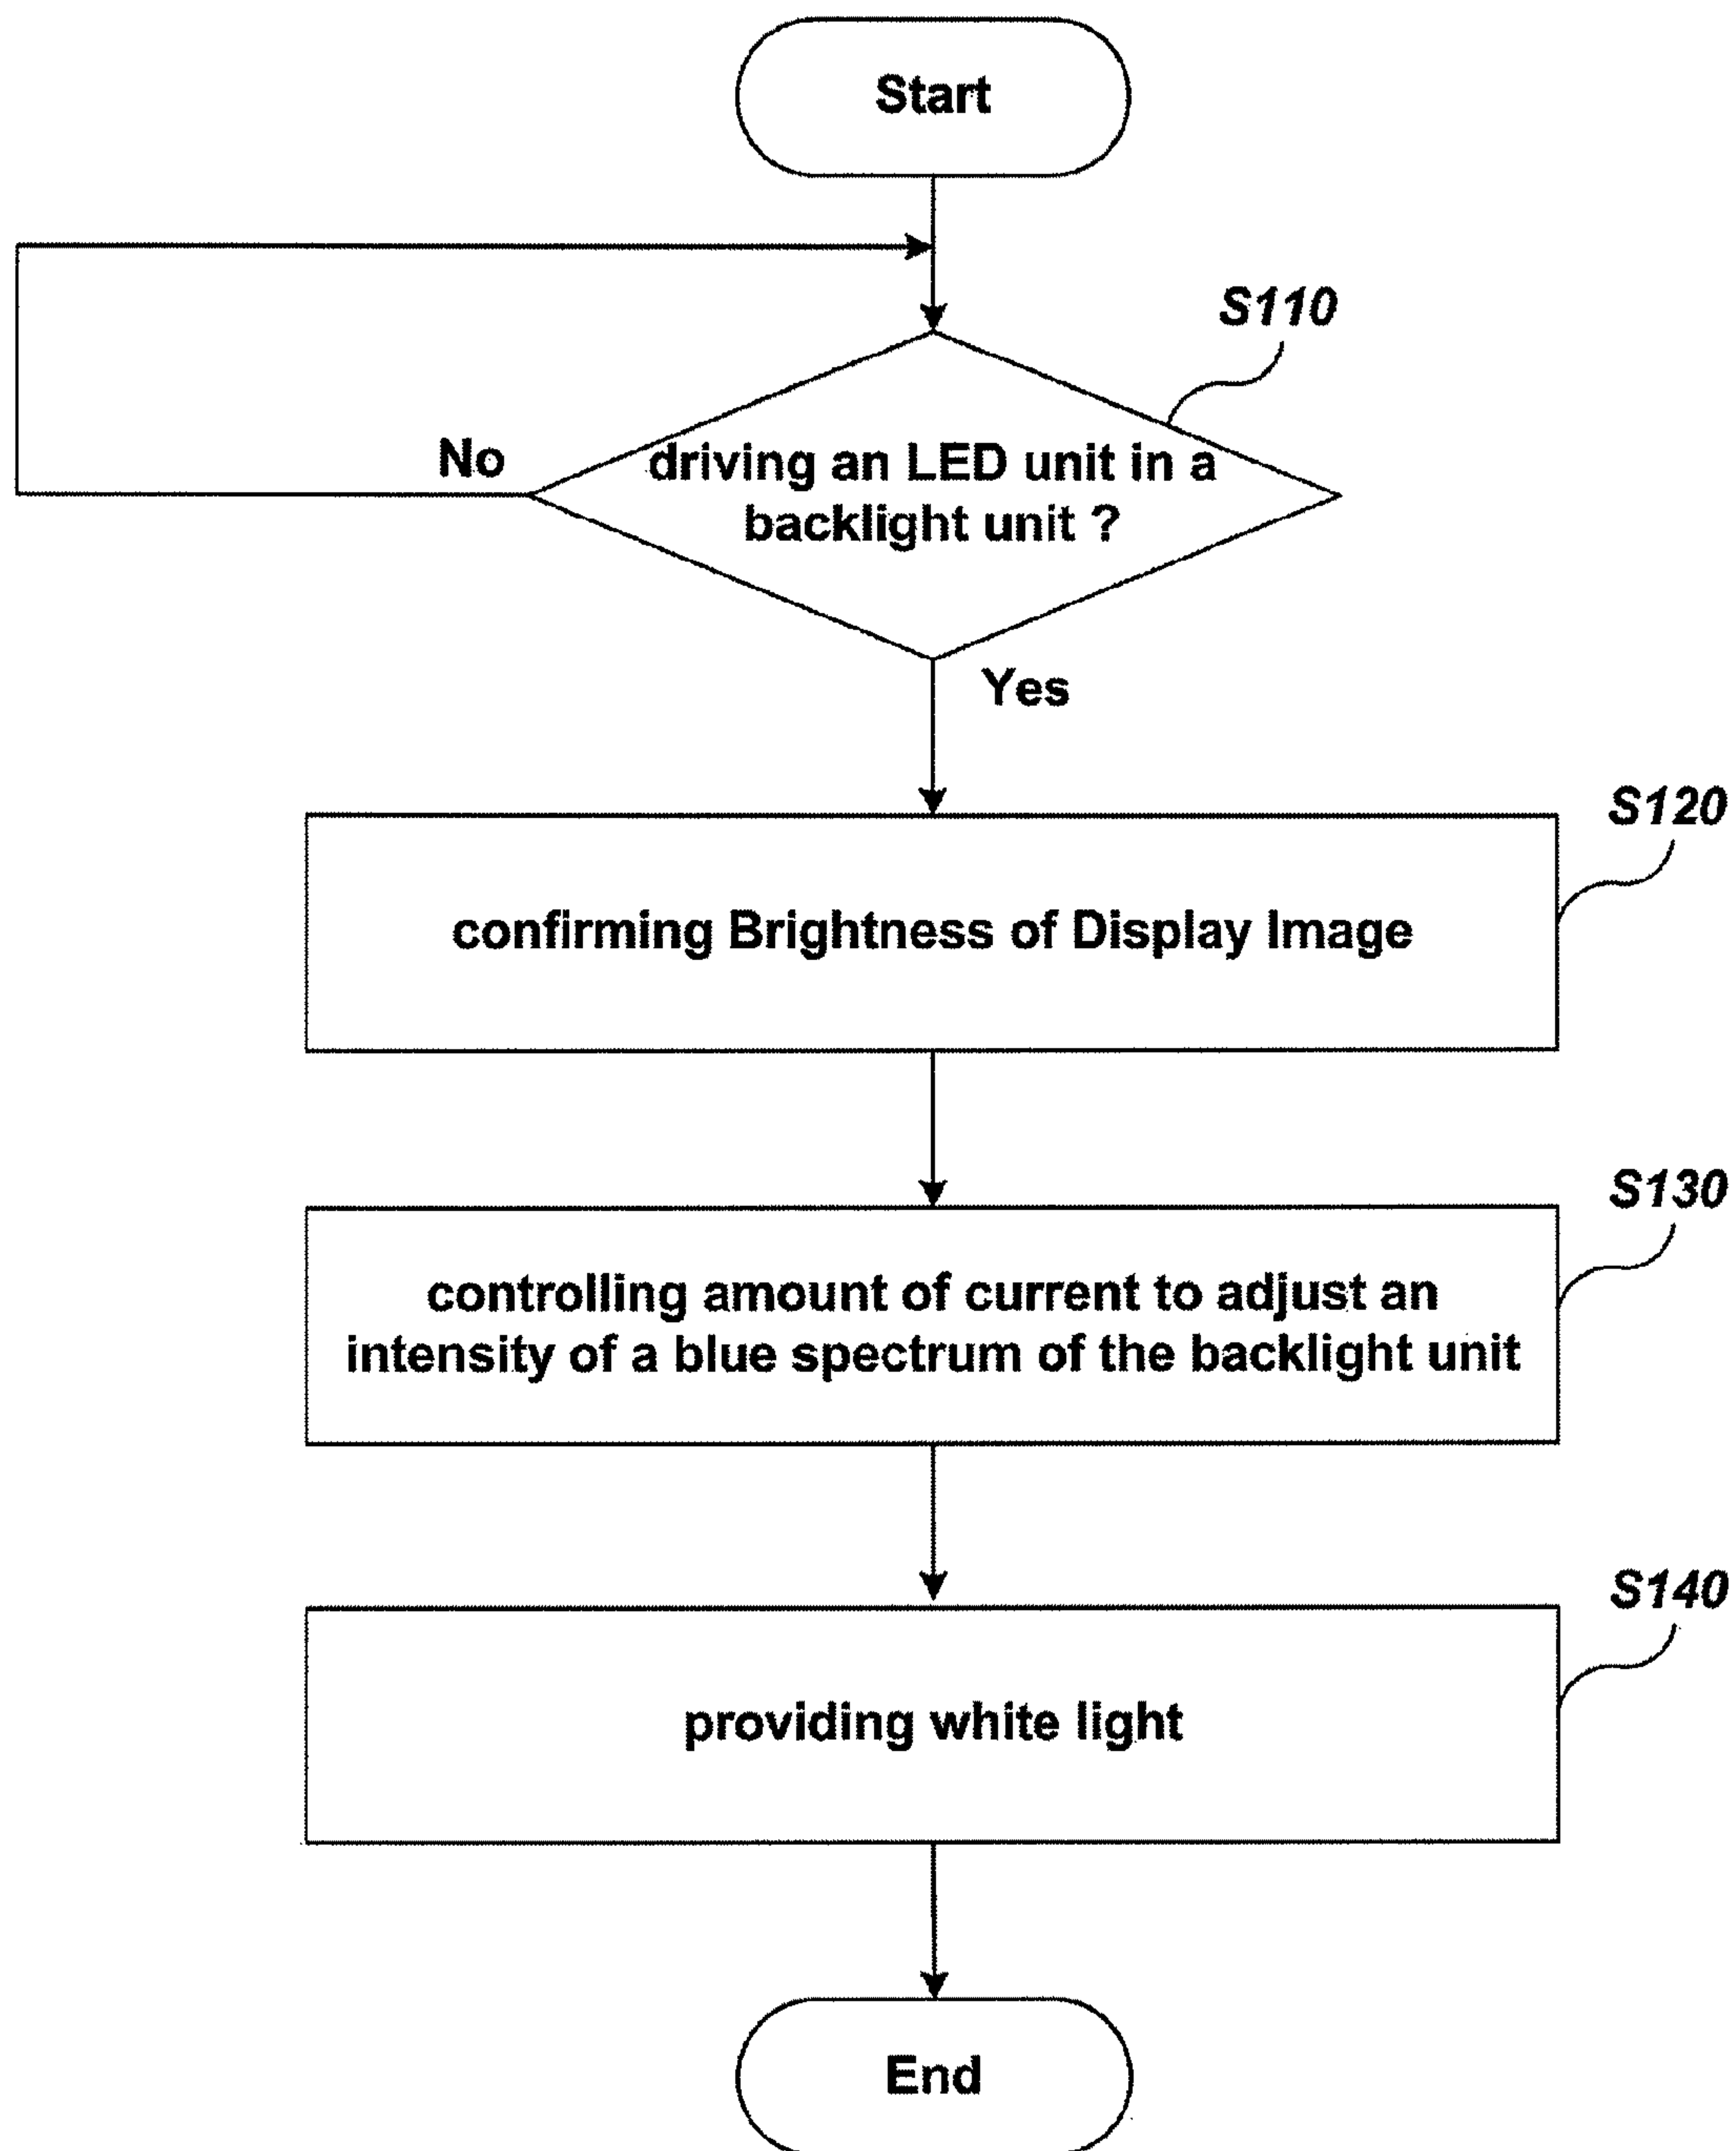 Start
S110
No
driving an LED unit in a
backlight unit ?
Yes
S120
confirming Brightness of Display Image
S130
controlling amount of current to adjust an
intensity of a blue spectrum of the backlight unit
S140
providing white light
End